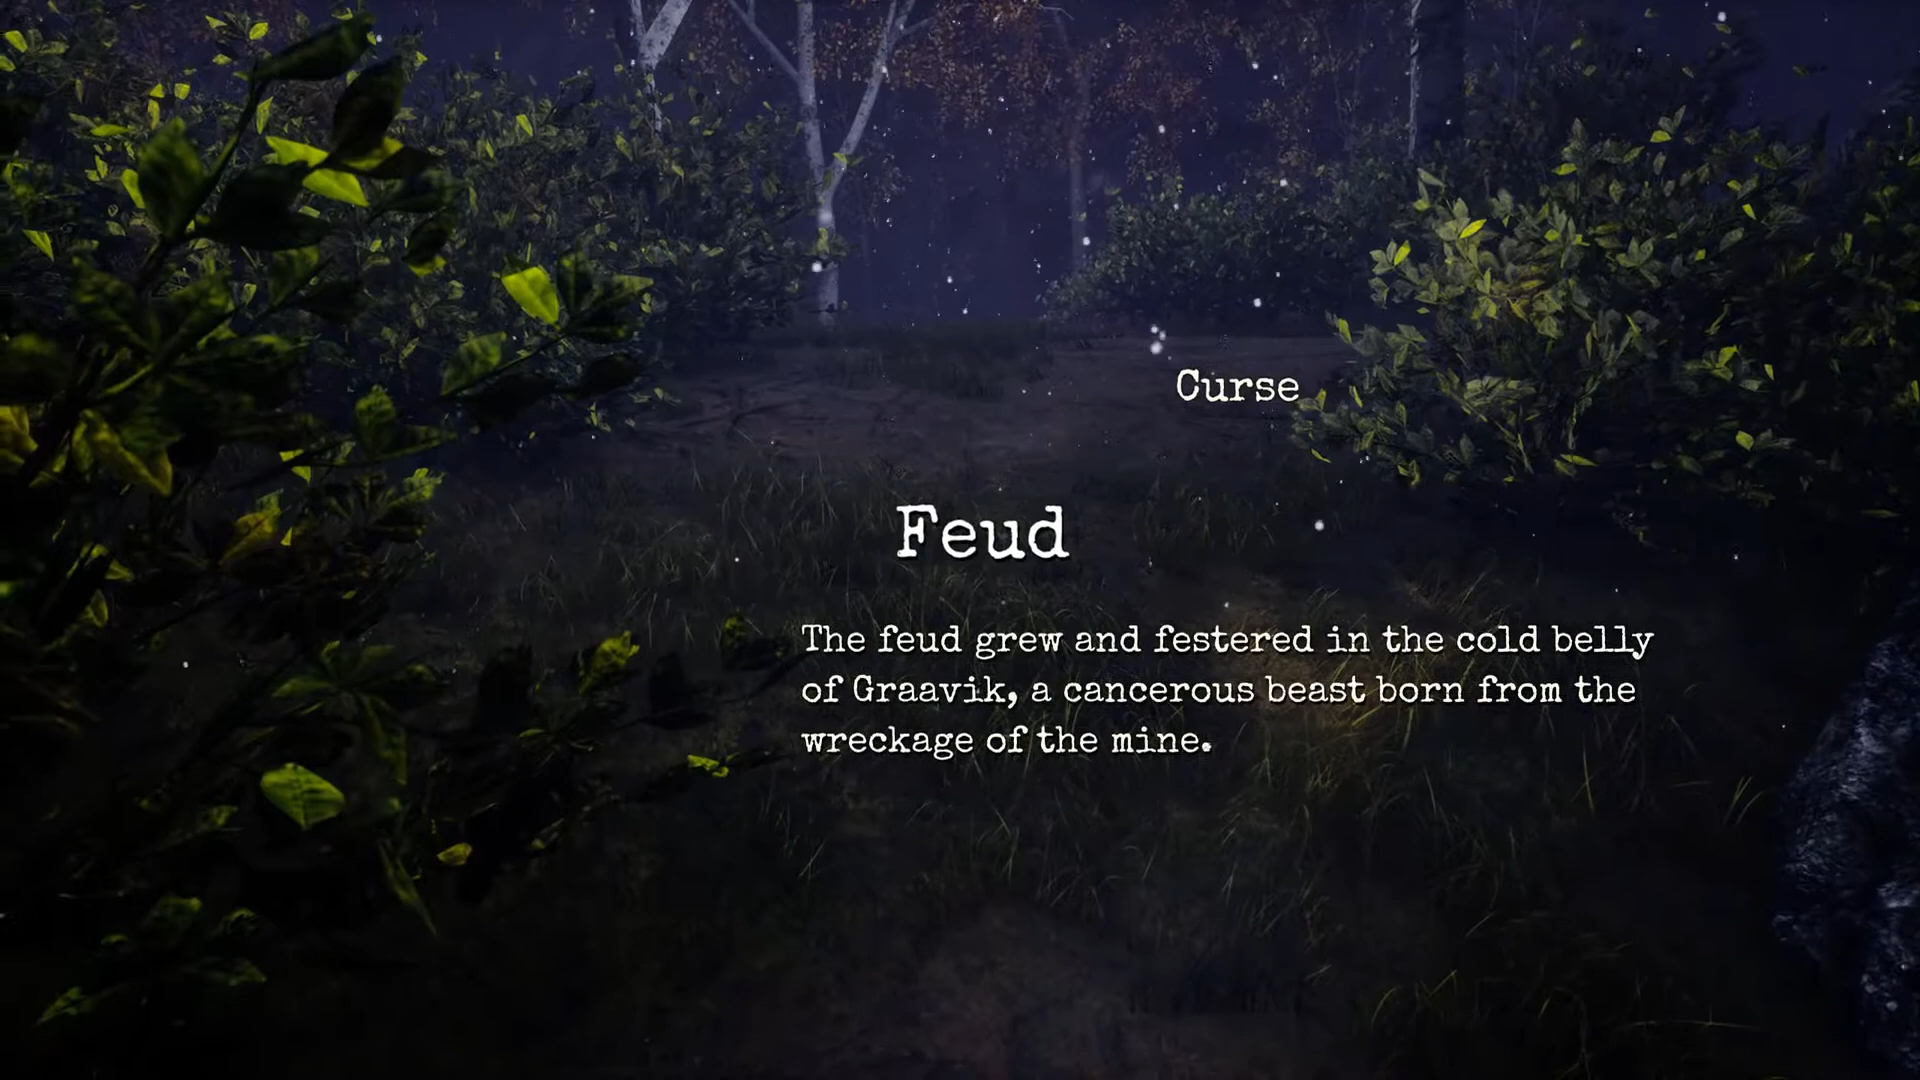 Curse
Feud
The feud grew and festered in the cold belly
of Graavik, a cancerous beast born from the
wreckage of the mine.